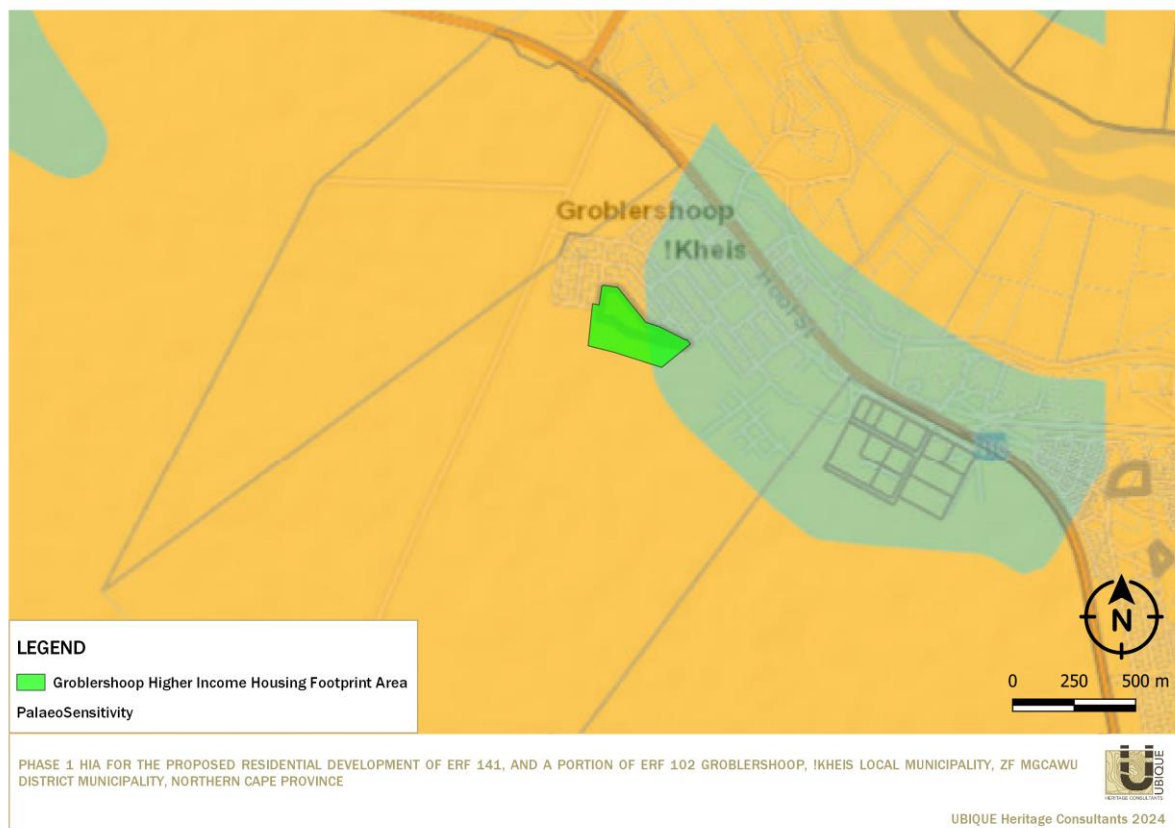 Groblershoop
!Kheis
Hoof St
LEGEND
Groblershoop Higher Income Housing Footprint Area
PalaeoSensitivity
N
0 250 500 m
PHASE 1 HIA FOR THE PROPOSED RESIDENTIAL DEVELOPMENT OF ERF 141, AND A PORTION OF ERF 102 GROBLERSHOOP, !KHEIS LOCAL MUNICIPALITY, ZF MGCAWU
DISTRICT MUNICIPALITY, NORTHERN CAPE PROVINCE
UBIQUE
HERITAGE CONSULTANTS
UBIQUE Heritage Consultants 2024